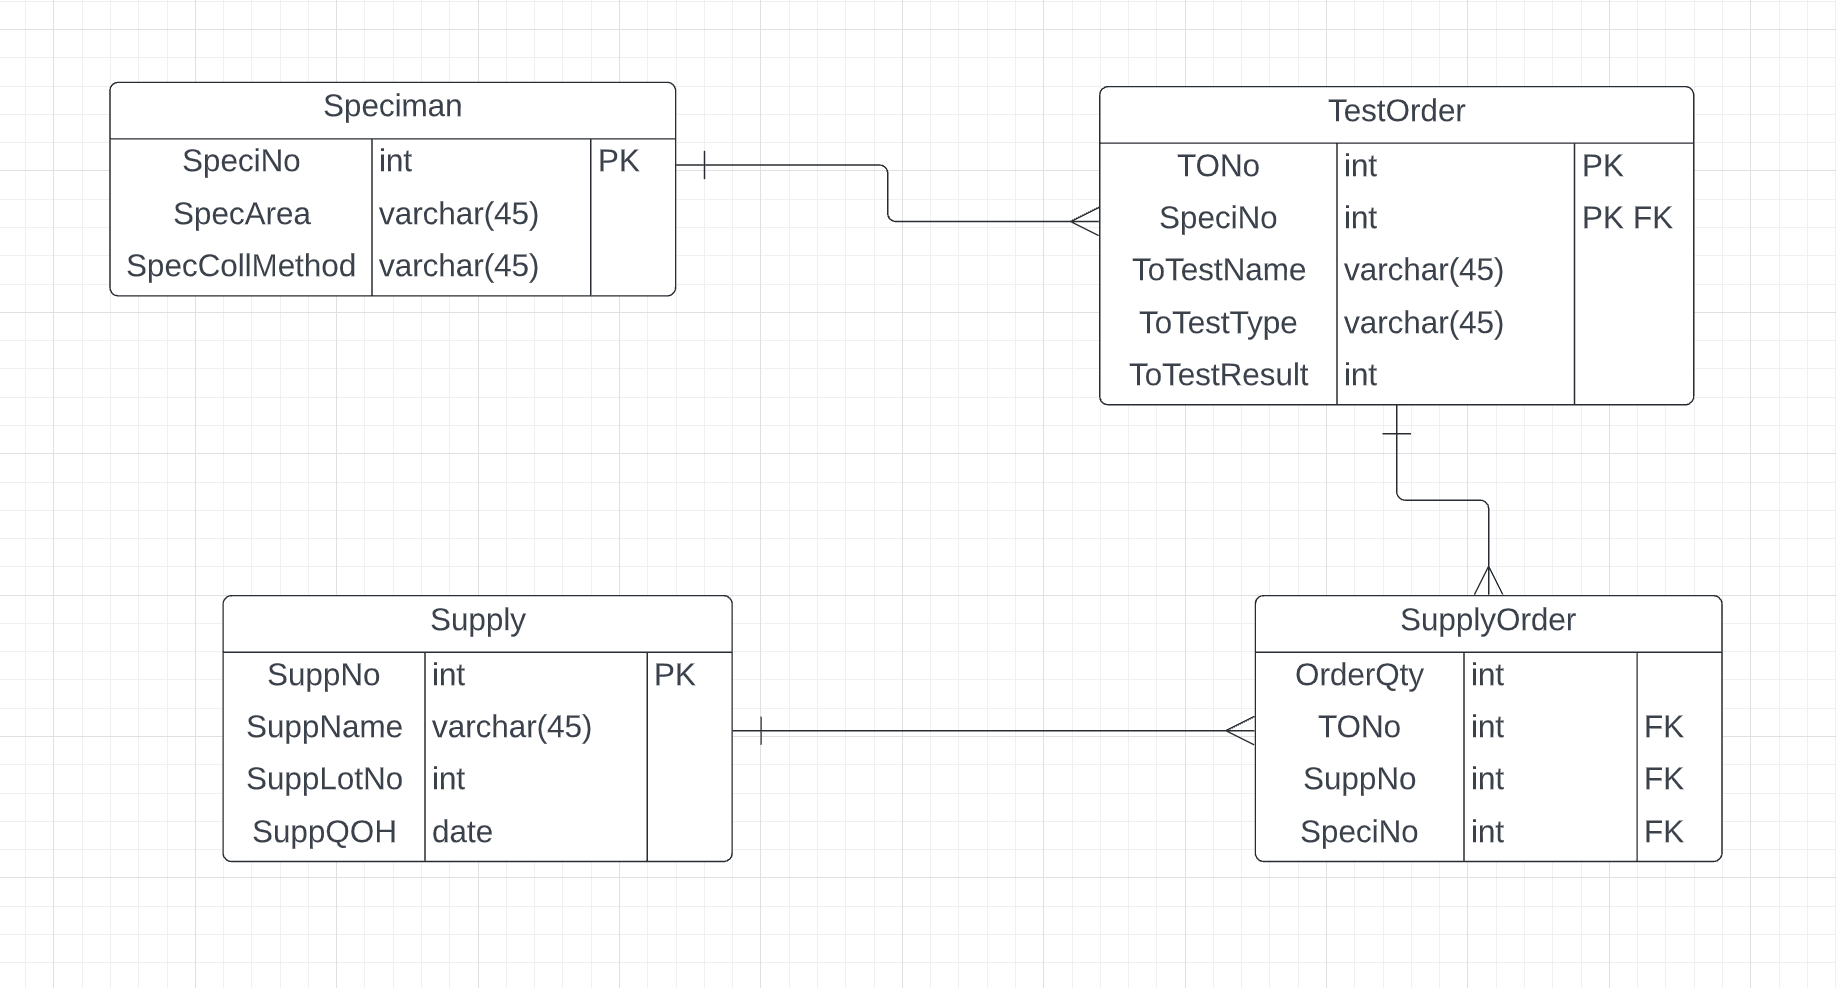 Speciman
SpeciNo int PK
SpecArea varchar(45)
SpecCollMethod varchar(45)
TestOrder
TONo int PK
SpeciNo int PK FK
ToTestName varchar(45)
ToTestType varchar(45)
ToTestResult int
Supply
SuppNo int PK
SuppName varchar(45)
SuppLotNo int
SuppQOH date
SupplyOrder
OrderQty int
TONo int FK
SuppNo int FK
SpeciNo int FK